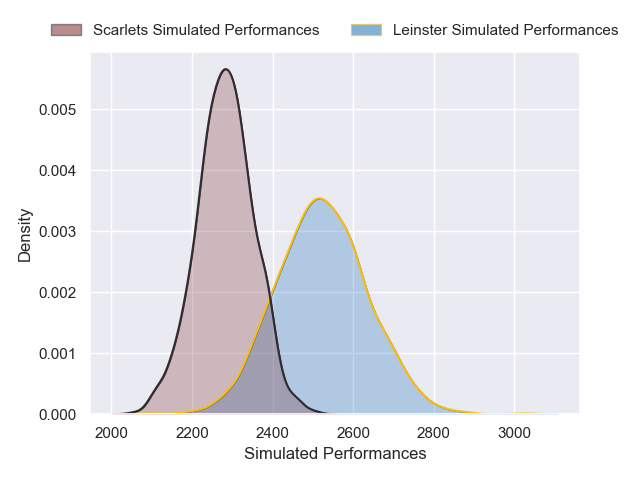 Scarlets Simulated Performances Leinster Simulated Performances
0.005
0.004
0.003
0.002
0.001
0.000
Density
2000 2200 2400 2600 2800 3000
Simulated Performances